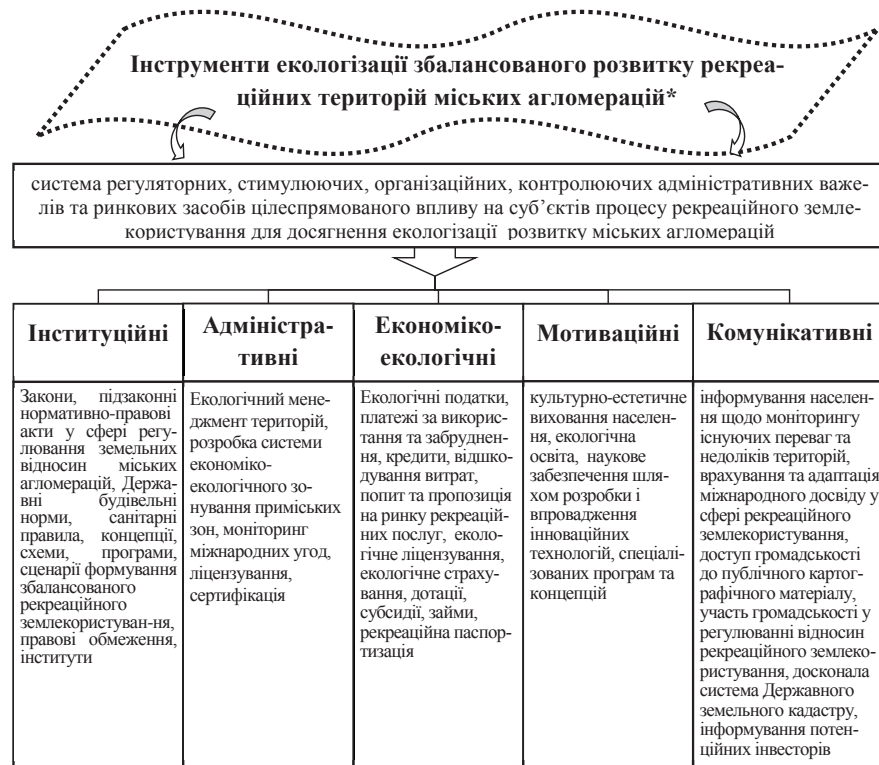 Інструменти екологізації збалансованого розвитку рекреа-
ційних територій міських агломерацій*
система регуляторних, стимулюючих, організаційних, контролюючих адміністративних важе-
лів та ринкових засобів цілеспрямованого впливу на суб’єктів процесу рекреаційного земле-
користування для досягнення екологізації розвитку міських агломерацій
Інституційні
Закони, підзаконні
нормативно-правові
акти у сфері регу-
лювання земельних
відносин міських
агломерацій, Держа-
вні будівельні
норми, санітарні
правила, концепції,
схеми, програми,
сценарії формування
збалансованого
рекреаційного
землекористуван-ня,
правові обмеження,
інститути
Адміністра-
тивні
Екологічний мене-
джмент територій,
розробка системи
економіко-
екологічного зо-
нування приміських
зон, моніторинг
міжнародних угод,
ліцензування,
сертифікація
Економіко-
екологічні
Екологічні податки,
платежі за викорис-
тання та забруднен-
ня, кредити, відшко-
дування витрат,
попит та пропозиція
на ринку рекреацій-
них послуг, еколо-
гічне ліцензування,
екологічне страху-
вання, дотації,
субсидії, займи,
рекреаційна паспор-
тизація
Мотиваційні
культурно-естетичне
виховання населен-
ня, екологічна
освіта, наукове
забезпечення шля-
хом розробки і
впровадження
інноваційних
технологій, спеціалі-
зованих програм та
концепцій
Комунікативні
інформування населен-
ня щодо моніторингу
існуючих переваг та
недоліків територій,
врахування та адаптація
міжнародного досвіду у
сфері рекреаційного
землекористування,
доступ громадськості
до публічного картог-
рафічного матеріалу,
участь громадськості у
регулюванні відносин
рекреаційного землеко-
ристування, досконала
система Державного
земельного кадастру,
інформування потен-
ційних інвесторів